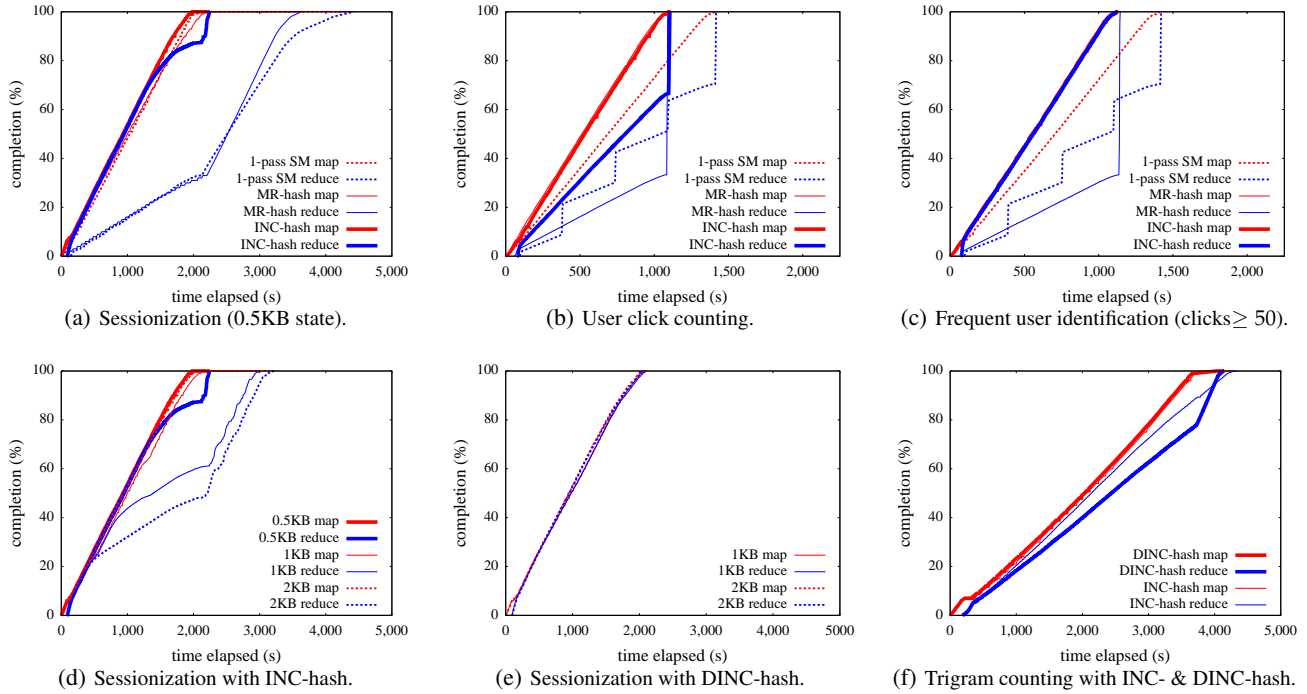 completion (%)
100
80
60
40
20
0
0
1,000
2,000
3,000
4,000
5,000
1-pass SM map
1-pass SM reduce
MR-hash map
MR-hash reduce
INC-hash map
INC-hash reduce
time elapsed (s)
(a) Sessionization (0.5KB state).
completion (%)
100
80
60
40
20
0
0
500
1,000
1,500
2,000
1-pass SM map
1-pass SM reduce
MR-hash map
MR-hash reduce
INC-hash map
INC-hash reduce
time elapsed (s)
(b) User click counting.
completion (%)
100
80
60
40
20
0
0
500
1,000
1,500
2,000
1-pass SM map
1-pass SM reduce
MR-hash map
MR-hash reduce
INC-hash map
INC-hash reduce
time elapsed (s)
(c) Frequent user identification (clicks≥ 50).
completion (%)
100
80
60
40
20
0
0
1,000
2,000
3,000
4,000
5,000
0.5KB map
0.5KB reduce
1KB map
1KB reduce
2KB map
2KB reduce
time elapsed (s)
(d) Sessionization with INC-hash.
completion (%)
100
80
60
40
20
0
0
1,000
2,000
3,000
4,000
5,000
1KB map
1KB reduce
2KB map
2KB reduce
time elapsed (s)
(e) Sessionization with DINC-hash.
completion (%)
100
80
60
40
20
0
0
1,000
2,000
3,000
4,000
5,000
DINC-hash map
DINC-hash reduce
INC-hash map
INC-hash reduce
time elapsed (s)
(f) Trigram counting with INC- & DINC-hash.